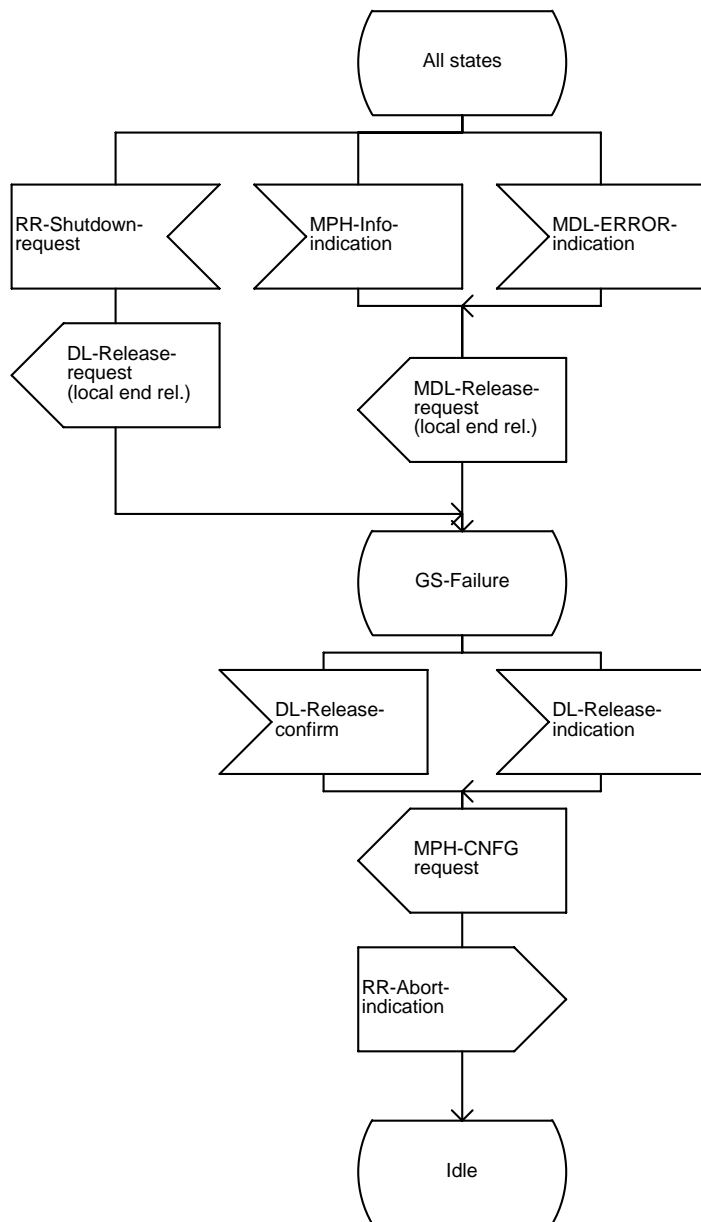 All states
RR-Shutdown-
request
MPH-Info-
indication
MDL-ERROR-
indication
DL-Release-
request
(local end rel.)
MDL-Release-
request
(local end rel.)
GS-Failure
DL-Release-
confirm
DL-Release-
indication
MPH-CNFG
request
RR-Abort-
indication
Idle